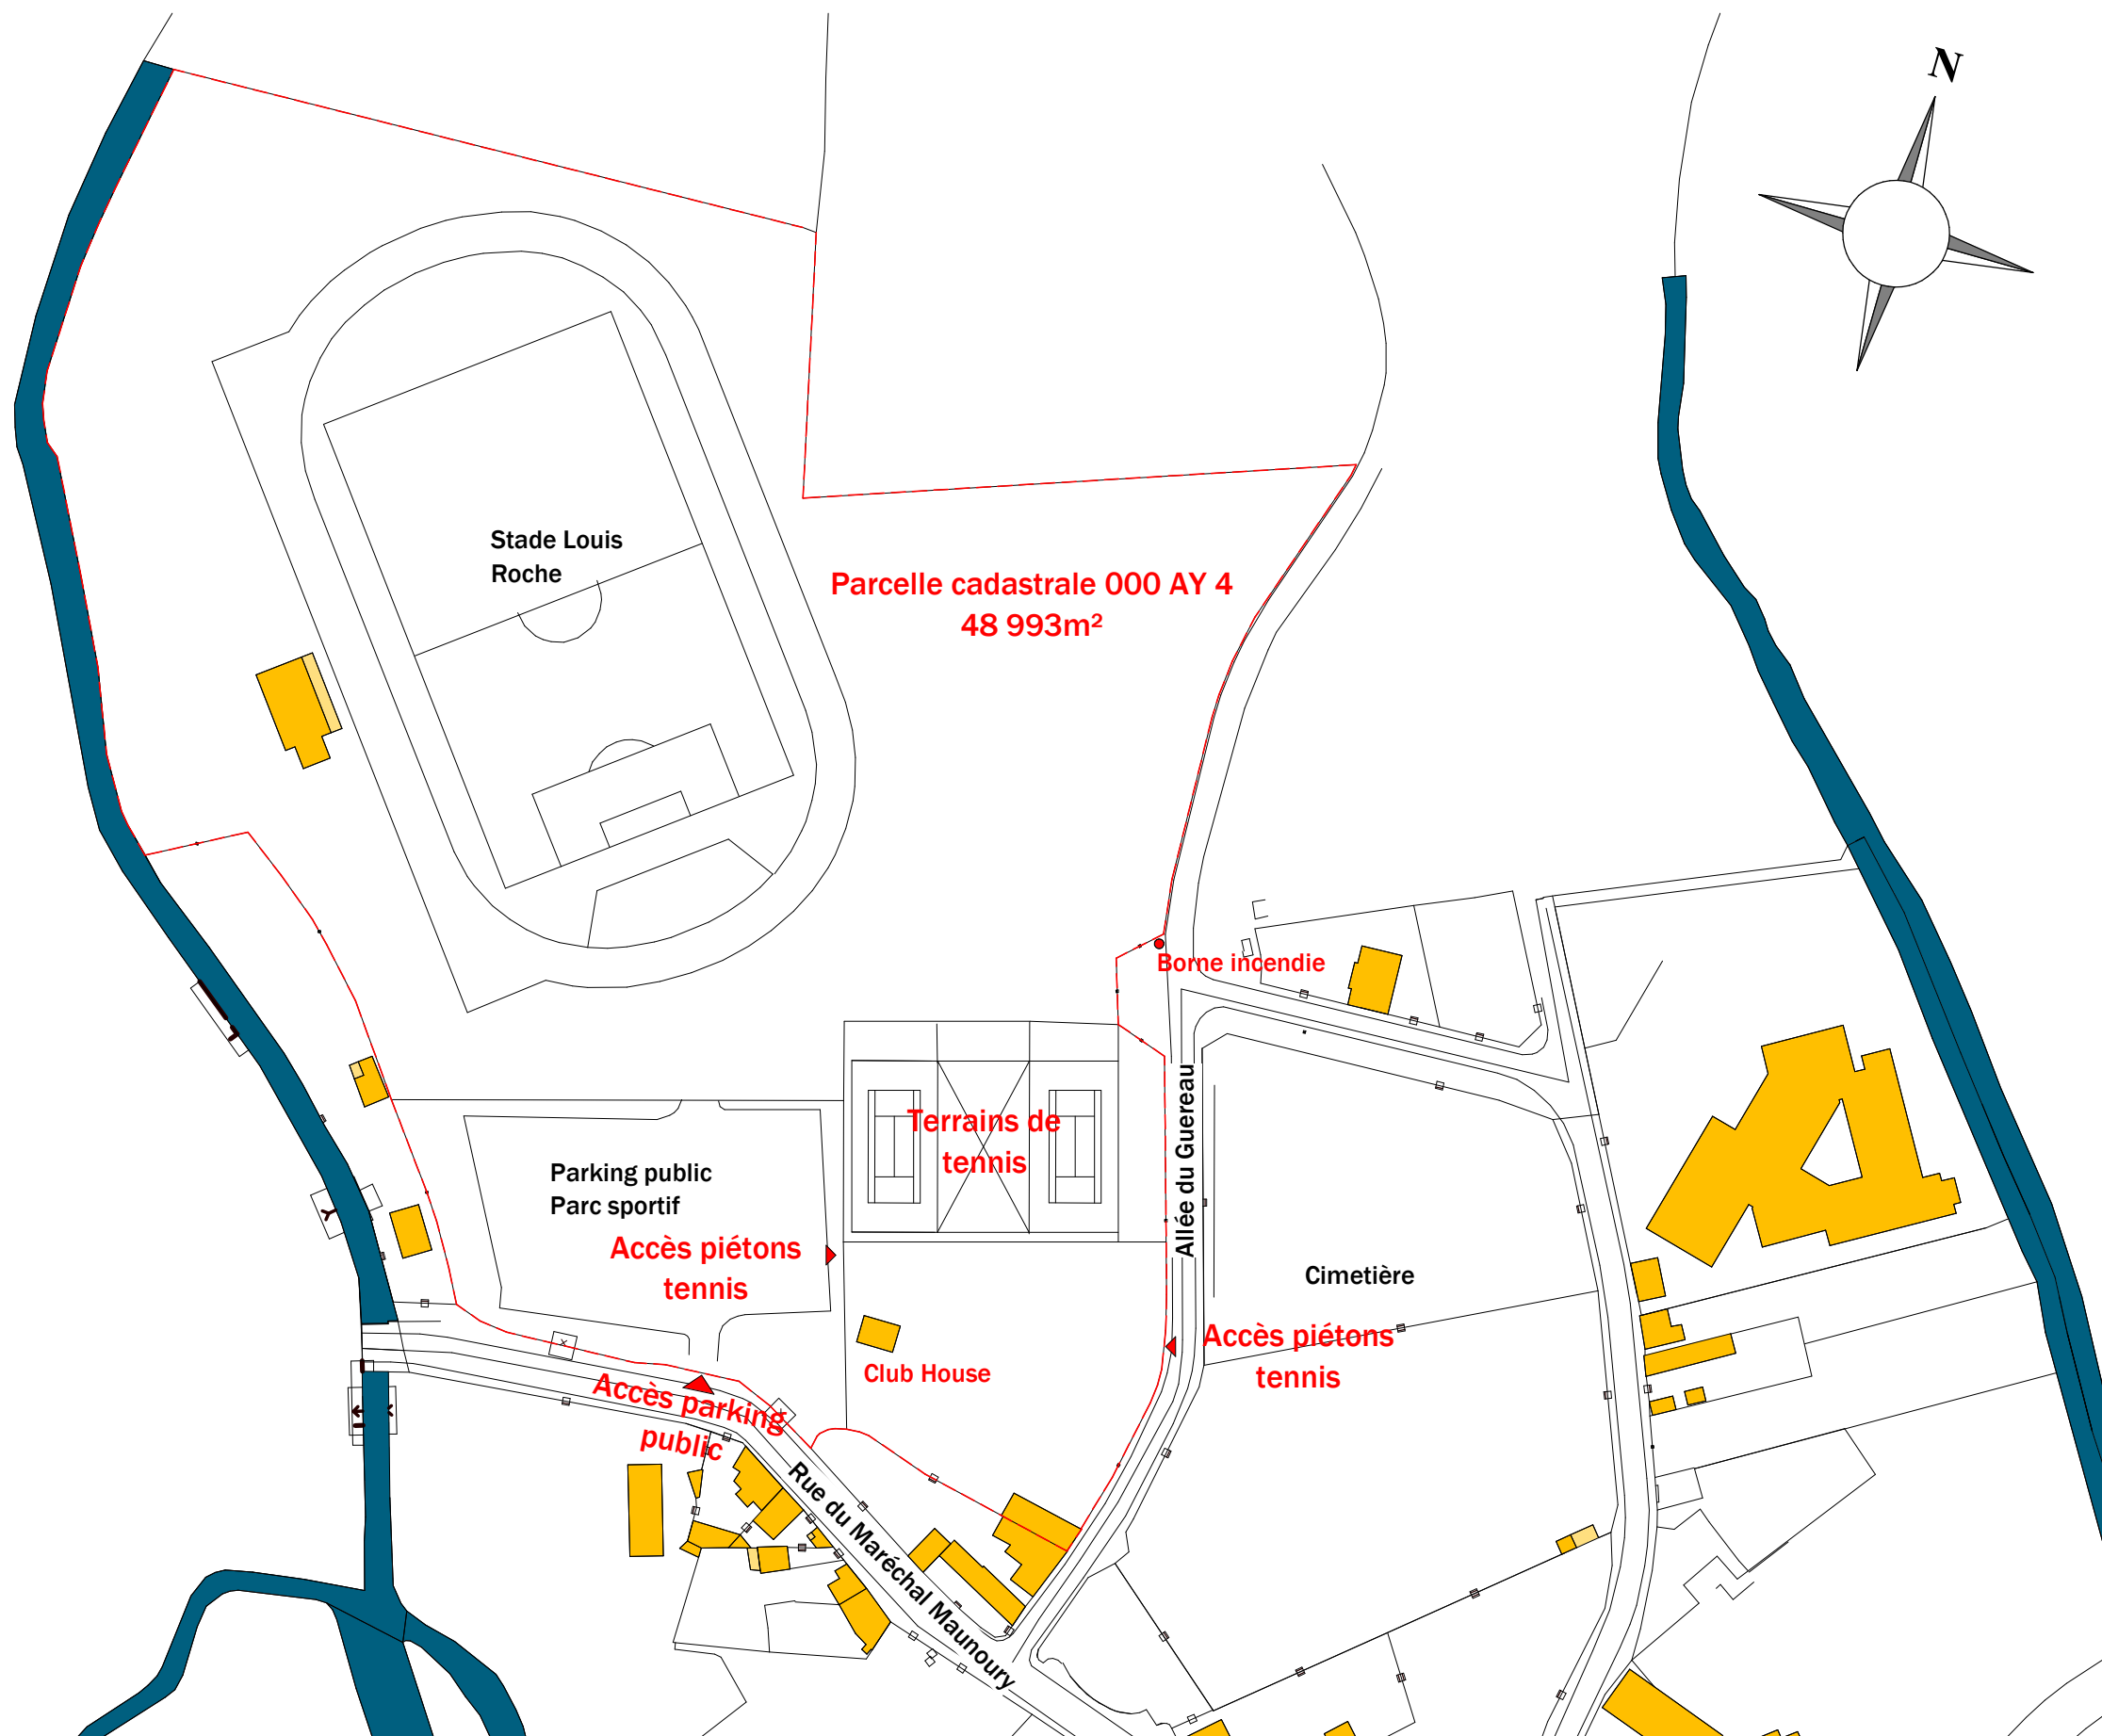 N
Stade Louis
Roche
Parcelle cadastrale 000 AY 4
48 993m²
Borne incendie
Terrains de
tennis
Allée du Guereau
Parking public
Parc sportif
Accès piétons
tennis
Cimetière
Accès piétons
tennis
Club House
Accès parking
public
Rue du Maréchal Maunoury